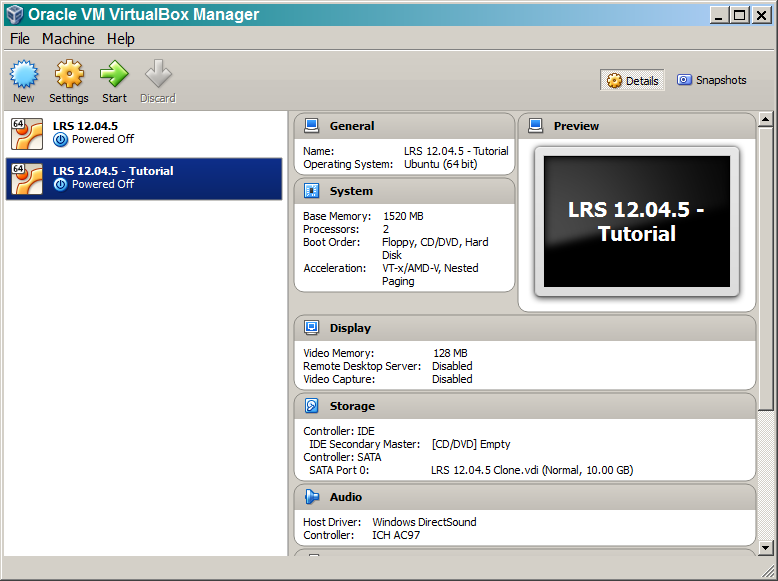 Oracle VM VirtualBox Manager
File Machine Help
New Settings Start Discard
Details Snapshots
64
LRS 12.04.5
Powered Off
64
LRS 12.04.5 - Tutorial
Powered Off
General
Name: LRS 12.04.5 - Tutorial
Operating System: Ubuntu (64 bit)
System
Base Memory: 1520 MB
Processors: 2
Boot Order: Floppy, CD/DVD, Hard
Disk
Acceleration: VT-x/AMD-V, Nested
Paging
Preview
LRS 12.04.5 -
Tutorial
Display
Video Memory: 128 MB
Remote Desktop Server: Disabled
Video Capture: Disabled
Storage
Controller: IDE
IDE Secondary Master: [CD/DVD] Empty
Controller: SATA
SATA Port 0: LRS 12.04.5 Clone.vdi (Normal, 10.00 GB)
Audio
Host Driver: Windows DirectSound
Controller: ICH AC97